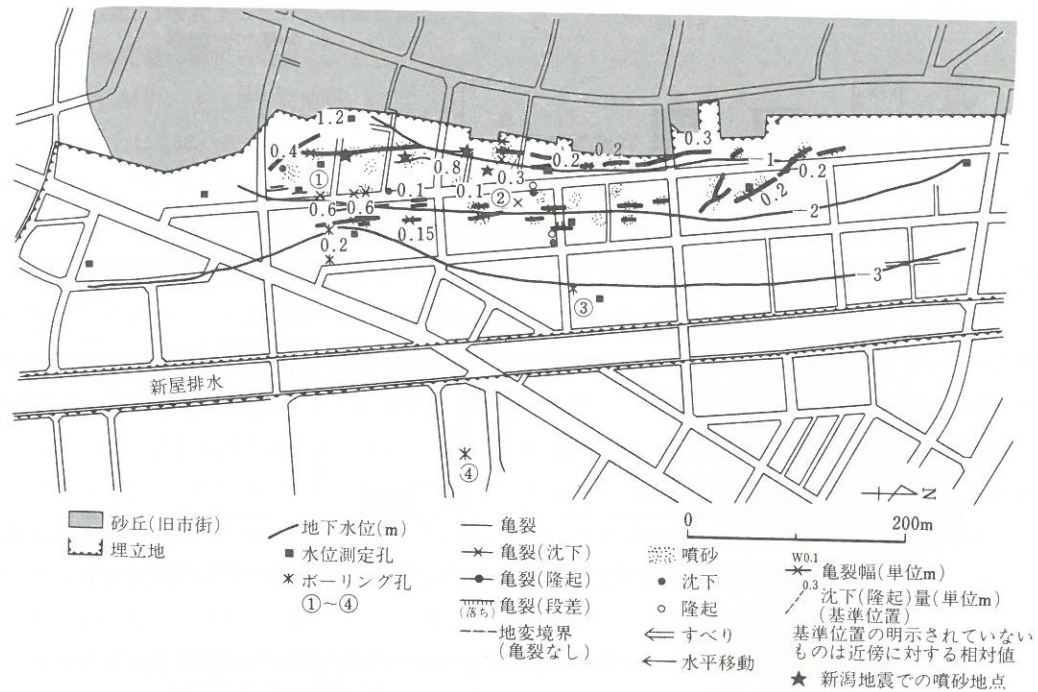 1.2
0.4
0.3
0.2
0.2
0.8
0.3
1
0.2
①
0.1
0.1
②
0.2
2
0.6
0.6
0.15
0.2
3
③
新屋排水
④
N
砂丘(旧市街)
埋立地
地下水位(m)
水位測定孔
ボーリング孔
①~④
亀裂
亀裂(沈下)
亀裂(隆起)
(落ち) 亀裂(段差)
地変境界
(亀裂なし)
0 200m
噴砂
沈下
隆起
すべり
水平移動
W0.1
亀裂幅(単位m)
0.3
沈下(隆起)量(単位m)
(基準位置)
基準位置の明示されていない
ものは近傍に対する相対値
★ 新潟地震での噴砂地点